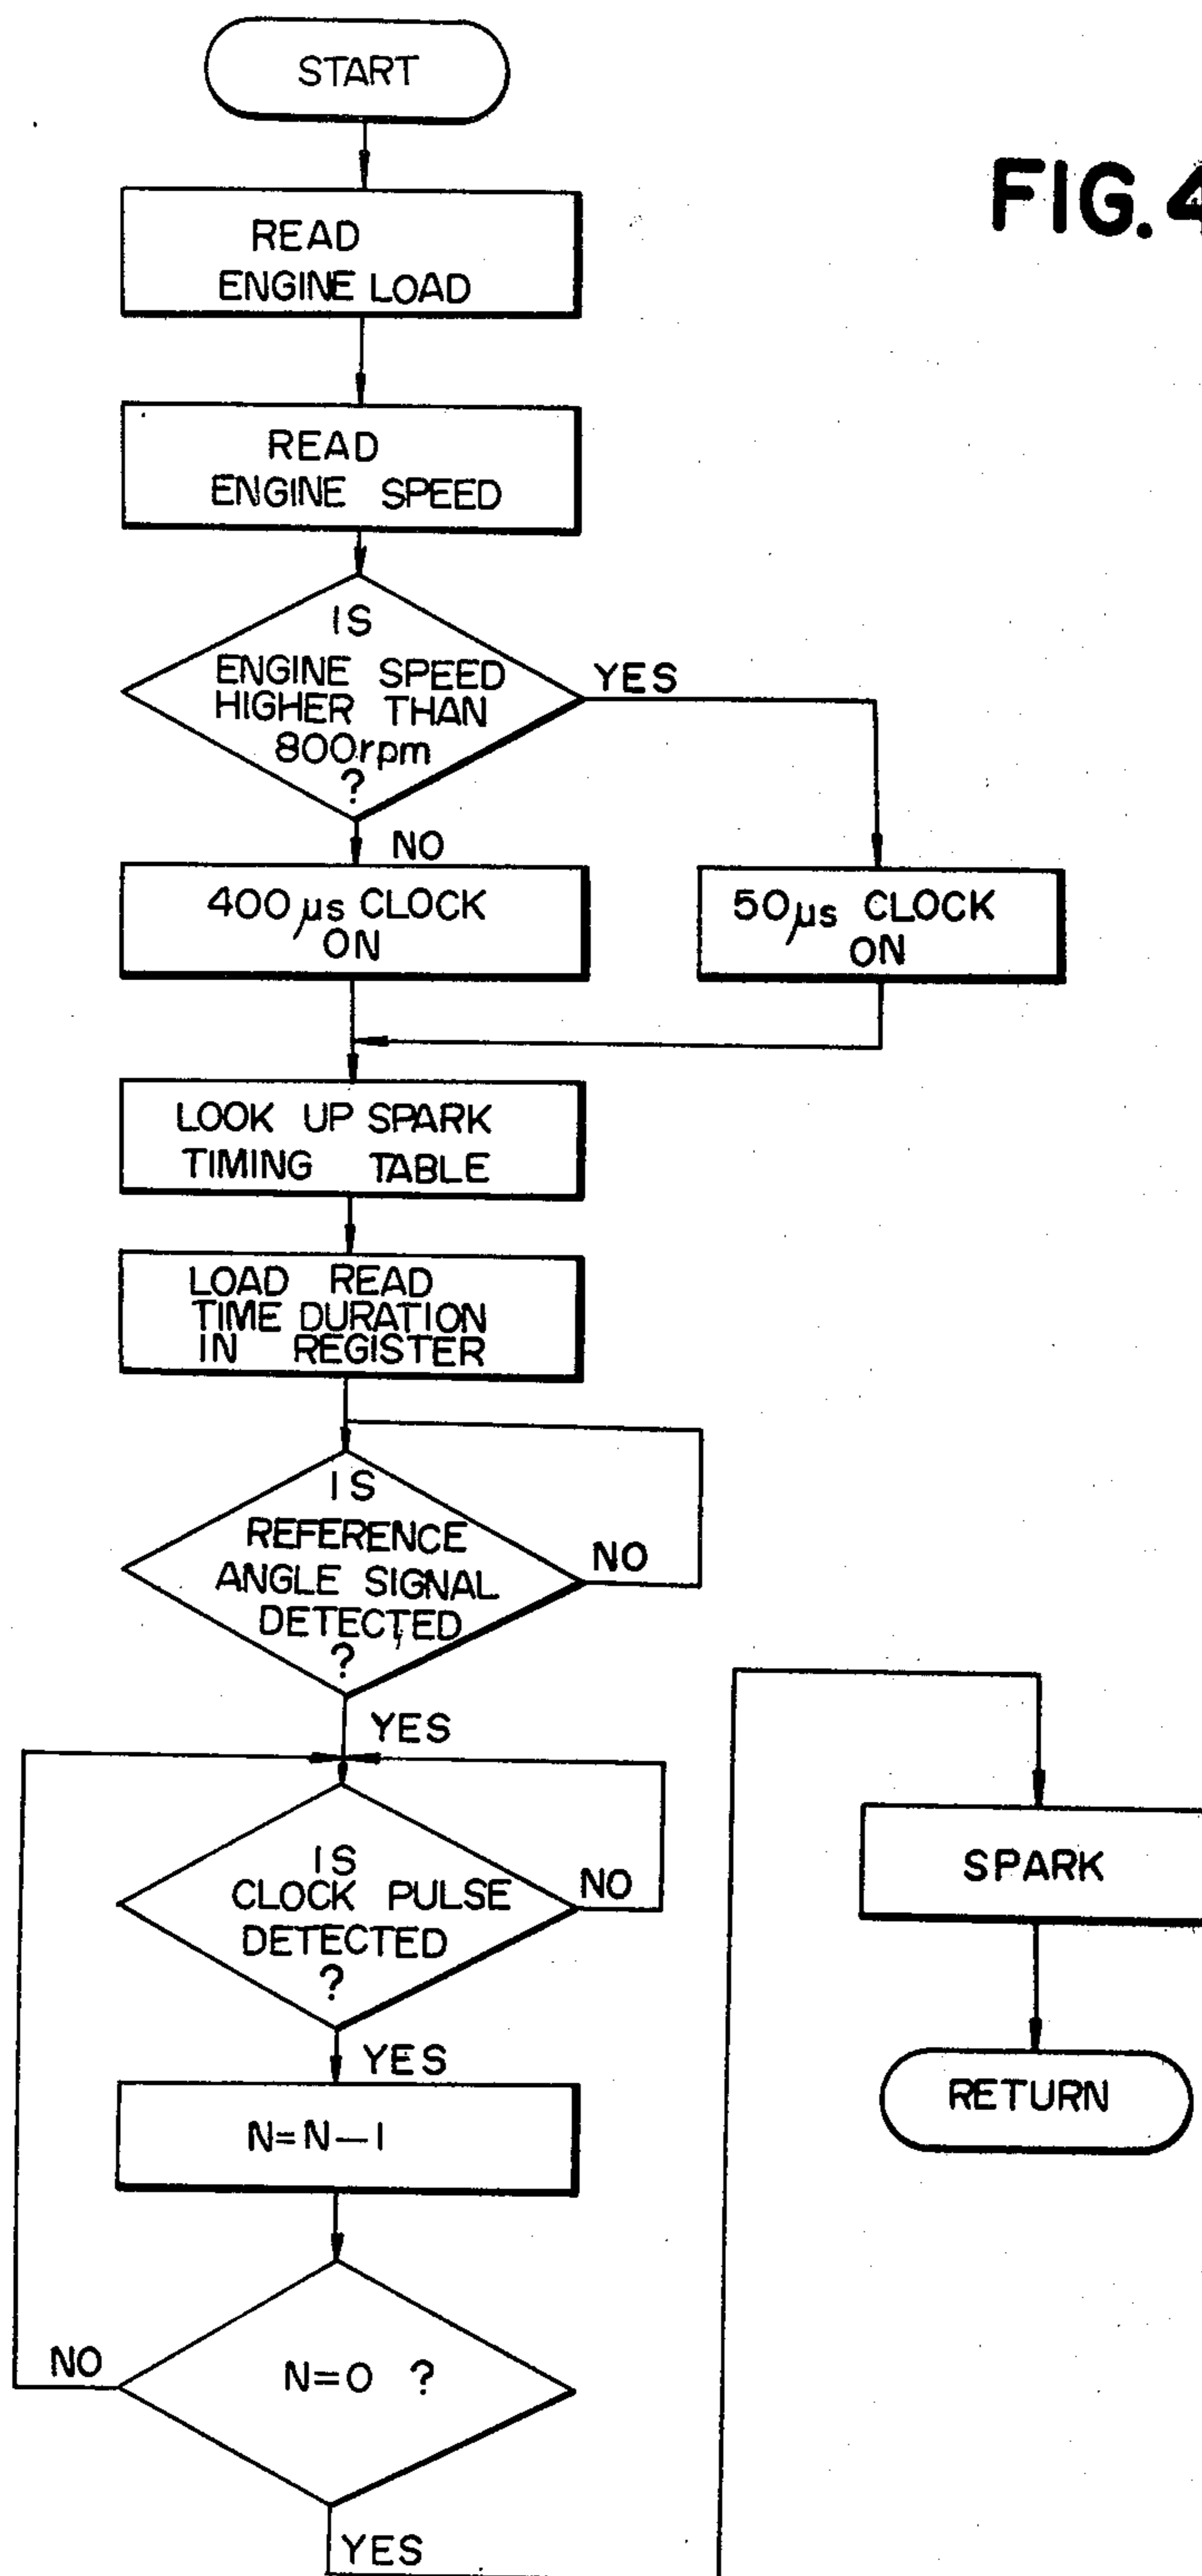 START
FIG.4
READ
ENGINE LOAD
READ
ENGINE SPEED
IS
ENGINE SPEED
HIGHER THAN
800rpm
?
YES
NO
400μs CLOCK
ON
50μs CLOCK
ON
LOOK UP SPARK
TIMING TABLE
LOAD READ
TIME DURATION
IN REGISTER
IS
REFERENCE
ANGLE SIGNAL
DETECTED
?
NO
YES
IS
CLOCK PULSE
DETECTED
?
NO
YES
N=N-1
N=0 ?
NO
YES
SPARK
RETURN